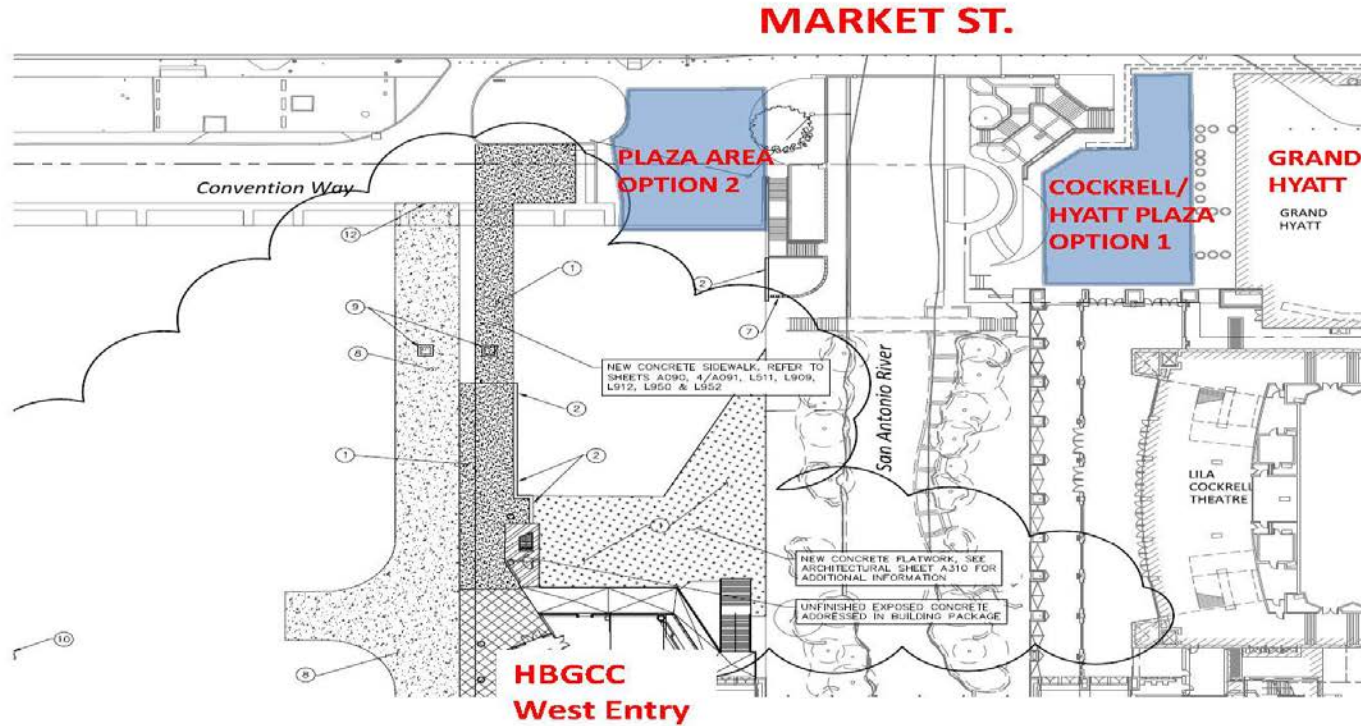 MARKET ST.
PLAZA AREA
OPTION 2
COCKRELL/
HYATT PLAZA
OPTION 1
GRAND
HYATT
GRAND
HYATT
Convention Way
12
1
2
9
7
8
NEW CONCRETE SIDEWALK, REFER TO
SHEETS A090, 4/A091, L511, L909,
L912, L950 & L952
San Antonio River
2
1
2
LILA
COCKRELL
THEATRE
1
NEW CONCRETE FLATWORK, SEE
ARCHITECTURAL SHEET A310 FOR
ADDITIONAL INFORMATION
UNFINISHED EXPOSED CONCRETE
ADDRESSED IN BUILDING PACKAGE
10
8
HBGCC
West Entry